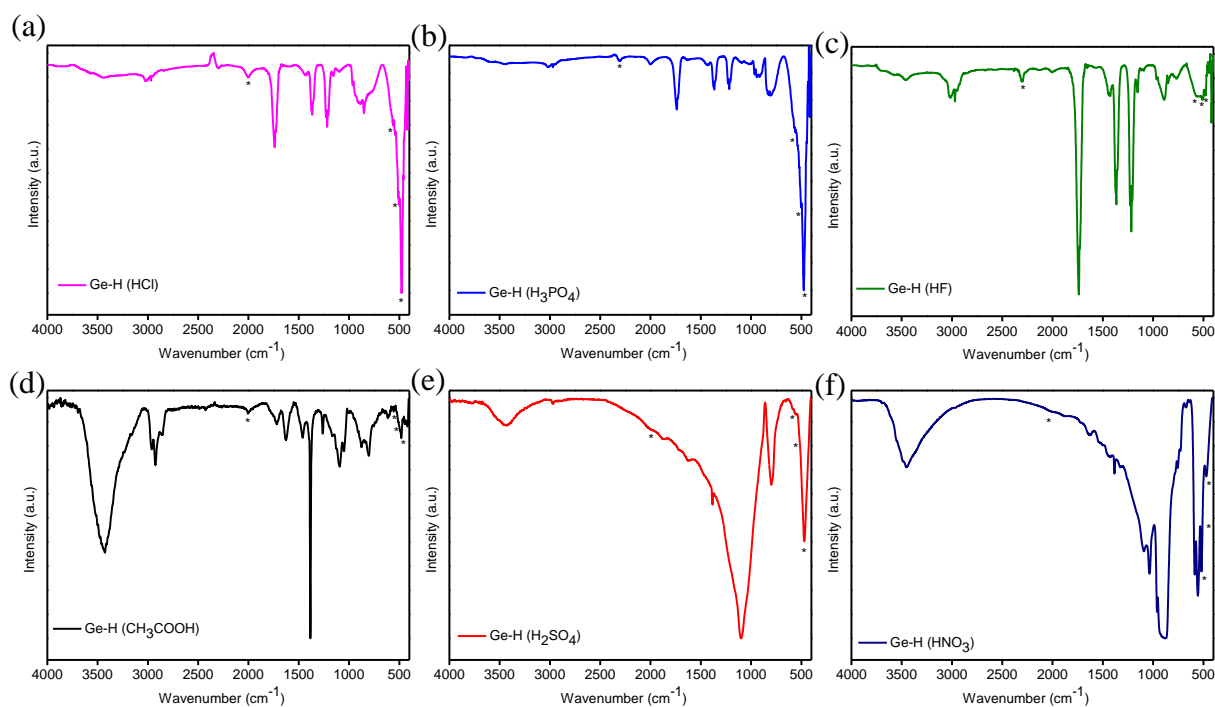 (a)
Intensity (a.u.)
*
*
*
*
Ge-H (HCl)
4000 3500 3000 2500 2000 1500 1000 500
Wavenumber (cm⁻¹)
(b)
Intensity (a.u.)
*
*
*
*
Ge-H (H₃PO₄)
4000 3500 3000 2500 2000 1500 1000 500
Wavenumber (cm⁻¹)
(c)
Intensity (a.u.)
*
* * *
Ge-H (HF)
4000 3500 3000 2500 2000 1500 1000 500
Wavenumber (cm⁻¹)
(d)
Intensity (a.u.)
*
*
*
*
Ge-H (CH₃COOH)
4000 3500 3000 2500 2000 1500 1000 500
Wavenumber (cm⁻¹)
(e)
Intensity (a.u.)
*
*
*
*
Ge-H (H₂SO₄)
4000 3500 3000 2500 2000 1500 1000 500
Wavenumber (cm⁻¹)
(f)
Intensity (a.u.)
*
*
*
*
Ge-H (HNO₃)
4000 3500 3000 2500 2000 1500 1000 500
Wavenumber (cm⁻¹)